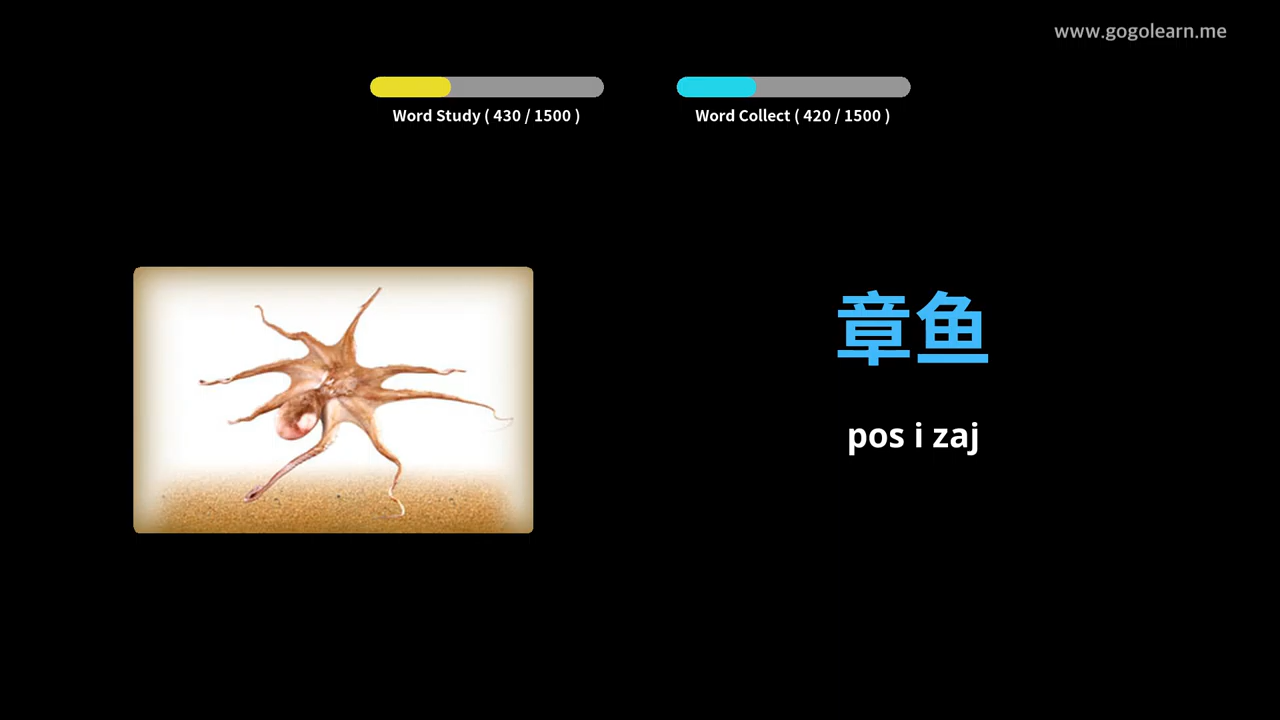 www.gogolearn.me
Word Study ( 430 / 1500 )
Word Collect ( 420 / 1500 )
章鱼
pos i zaj